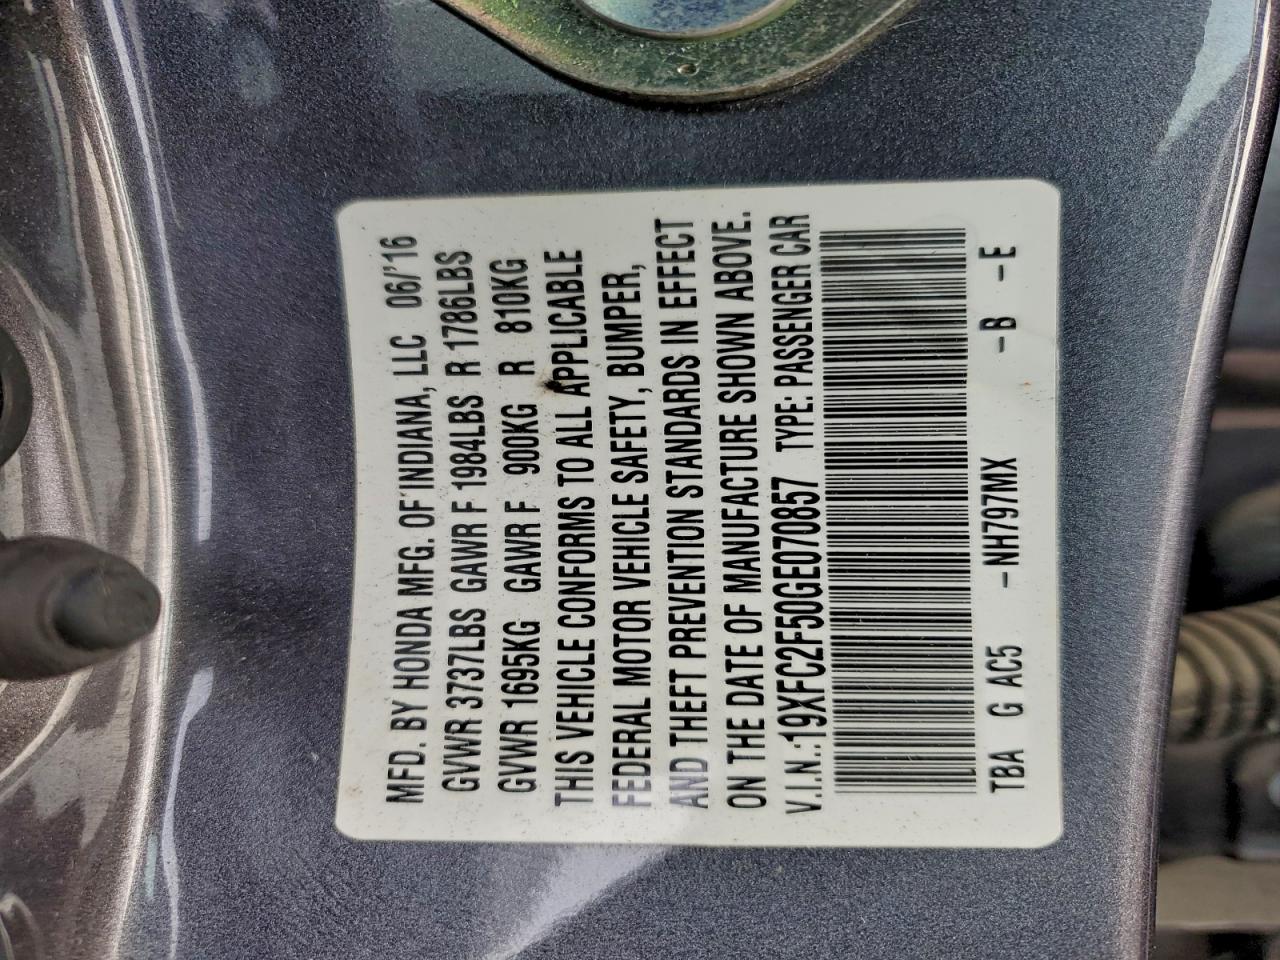 MFD. BY HONDA MFG. OF INDIANA, LLC 06/'16
GVWR 3737LBS GAWR F 1984LBS R 1786LBS
GVWR 1695KG GAWR F 900KG R 810KG
THIS VEHICLE CONFORMS TO ALL APPLICABLE
FEDERAL MOTOR VEHICLE SAFETY, BUMPER,
AND THEFT PREVENTION STANDARDS IN EFFECT
ON THE DATE OF MANUFACTURE SHOWN ABOVE.
V.I.N.:19XFC2F50GE070857 TYPE: PASSENGER CAR
TBA G AC5 -NH797MX -B -E